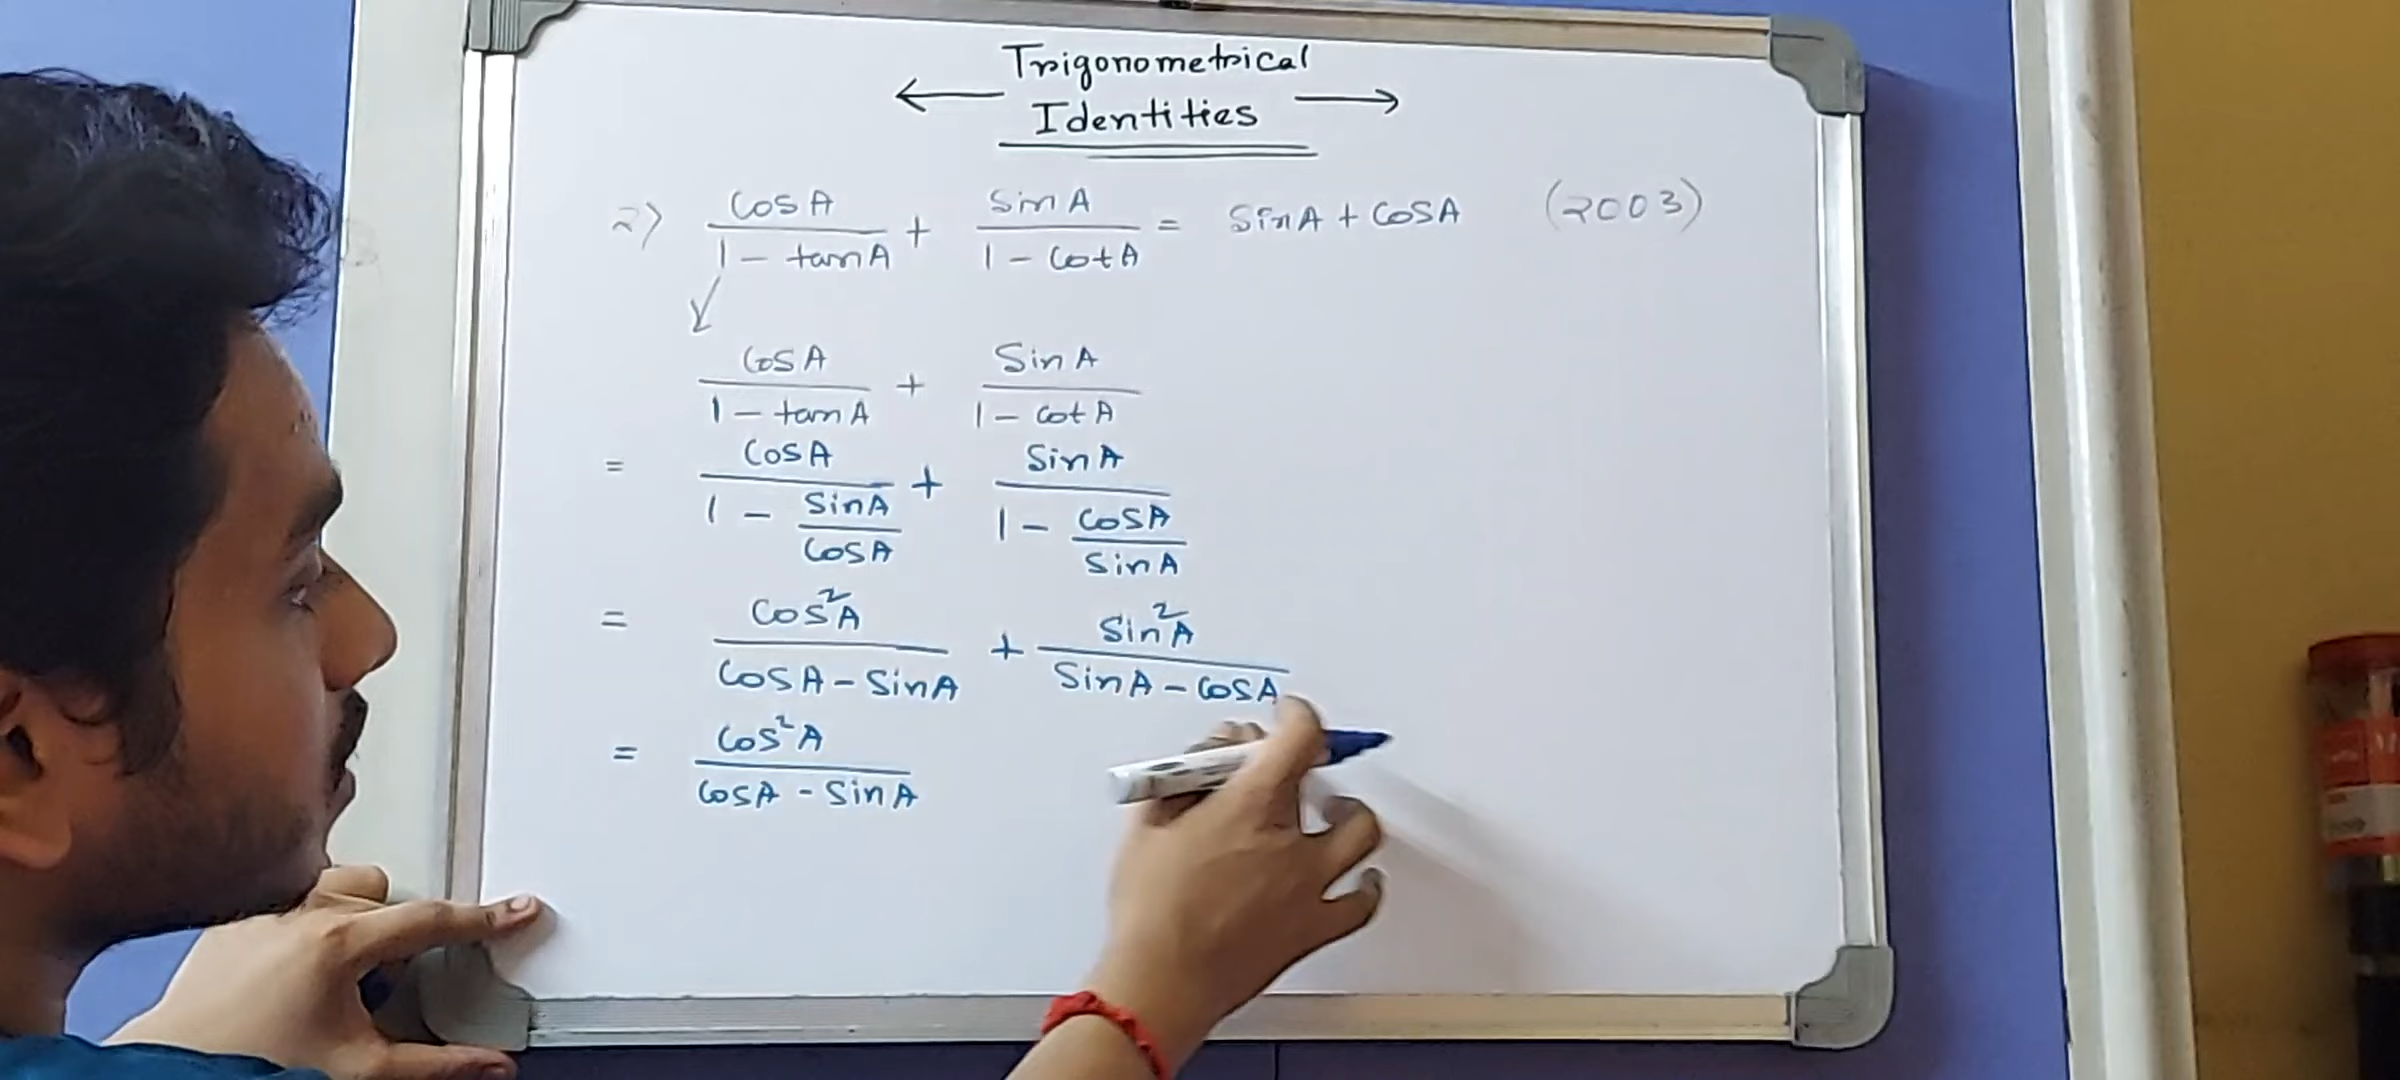 Trigonometrical
← Identities →
2) CosA/(1 - tanA) + SinA/(1 - CotA) = SinA + CosA (2003)
CosA/(1 - tanA) + SinA/(1 - cotA)
= CosA/(1 - SinA/CosA) + SinA/(1 - CosA/SinA)
= Cos²A/(CosA - SinA) + Sin²A/(SinA - CosA)
= Cos²A/(CosA - SinA)